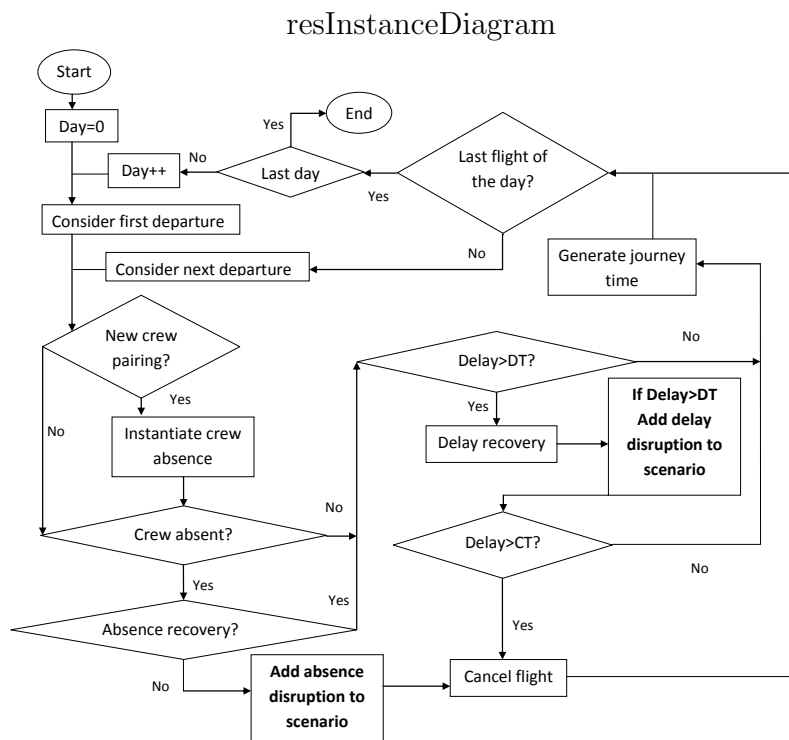 resInstanceDiagram
Start
End
Day=0
Yes
No
Day++
Last day
Yes
Last flight of
the day?
Consider first departure
No
Consider next departure
Generate journey
time
New crew
pairing?
Delay>DT?
No
Yes
No
Instantiate crew
absence
Yes
Delay recovery
If Delay>DT
Add delay
disruption to
scenario
No
Crew absent?
Delay>CT?
No
Yes
Yes
Absence recovery?
Yes
No
Add absence
disruption to
scenario
Cancel flight